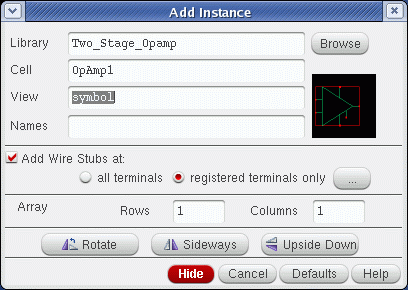 Add Instance
Library Two_Stage_Opamp Browse
Cell OpAmp1
View symbol
Names
Add Wire Stubs at:
all terminals registered terminals only ...
Array Rows 1 Columns 1
Rotate Sideways Upside Down
Hide Cancel Defaults Help